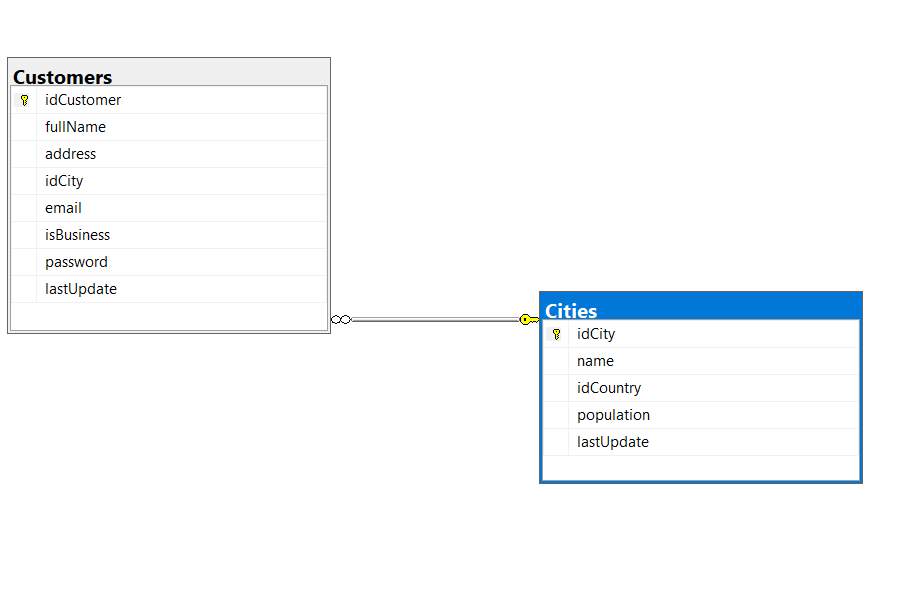 Customers
idCustomer
fullName
address
idCity
email
isBusiness
password
lastUpdate
Cities
idCity
name
idCountry
population
lastUpdate